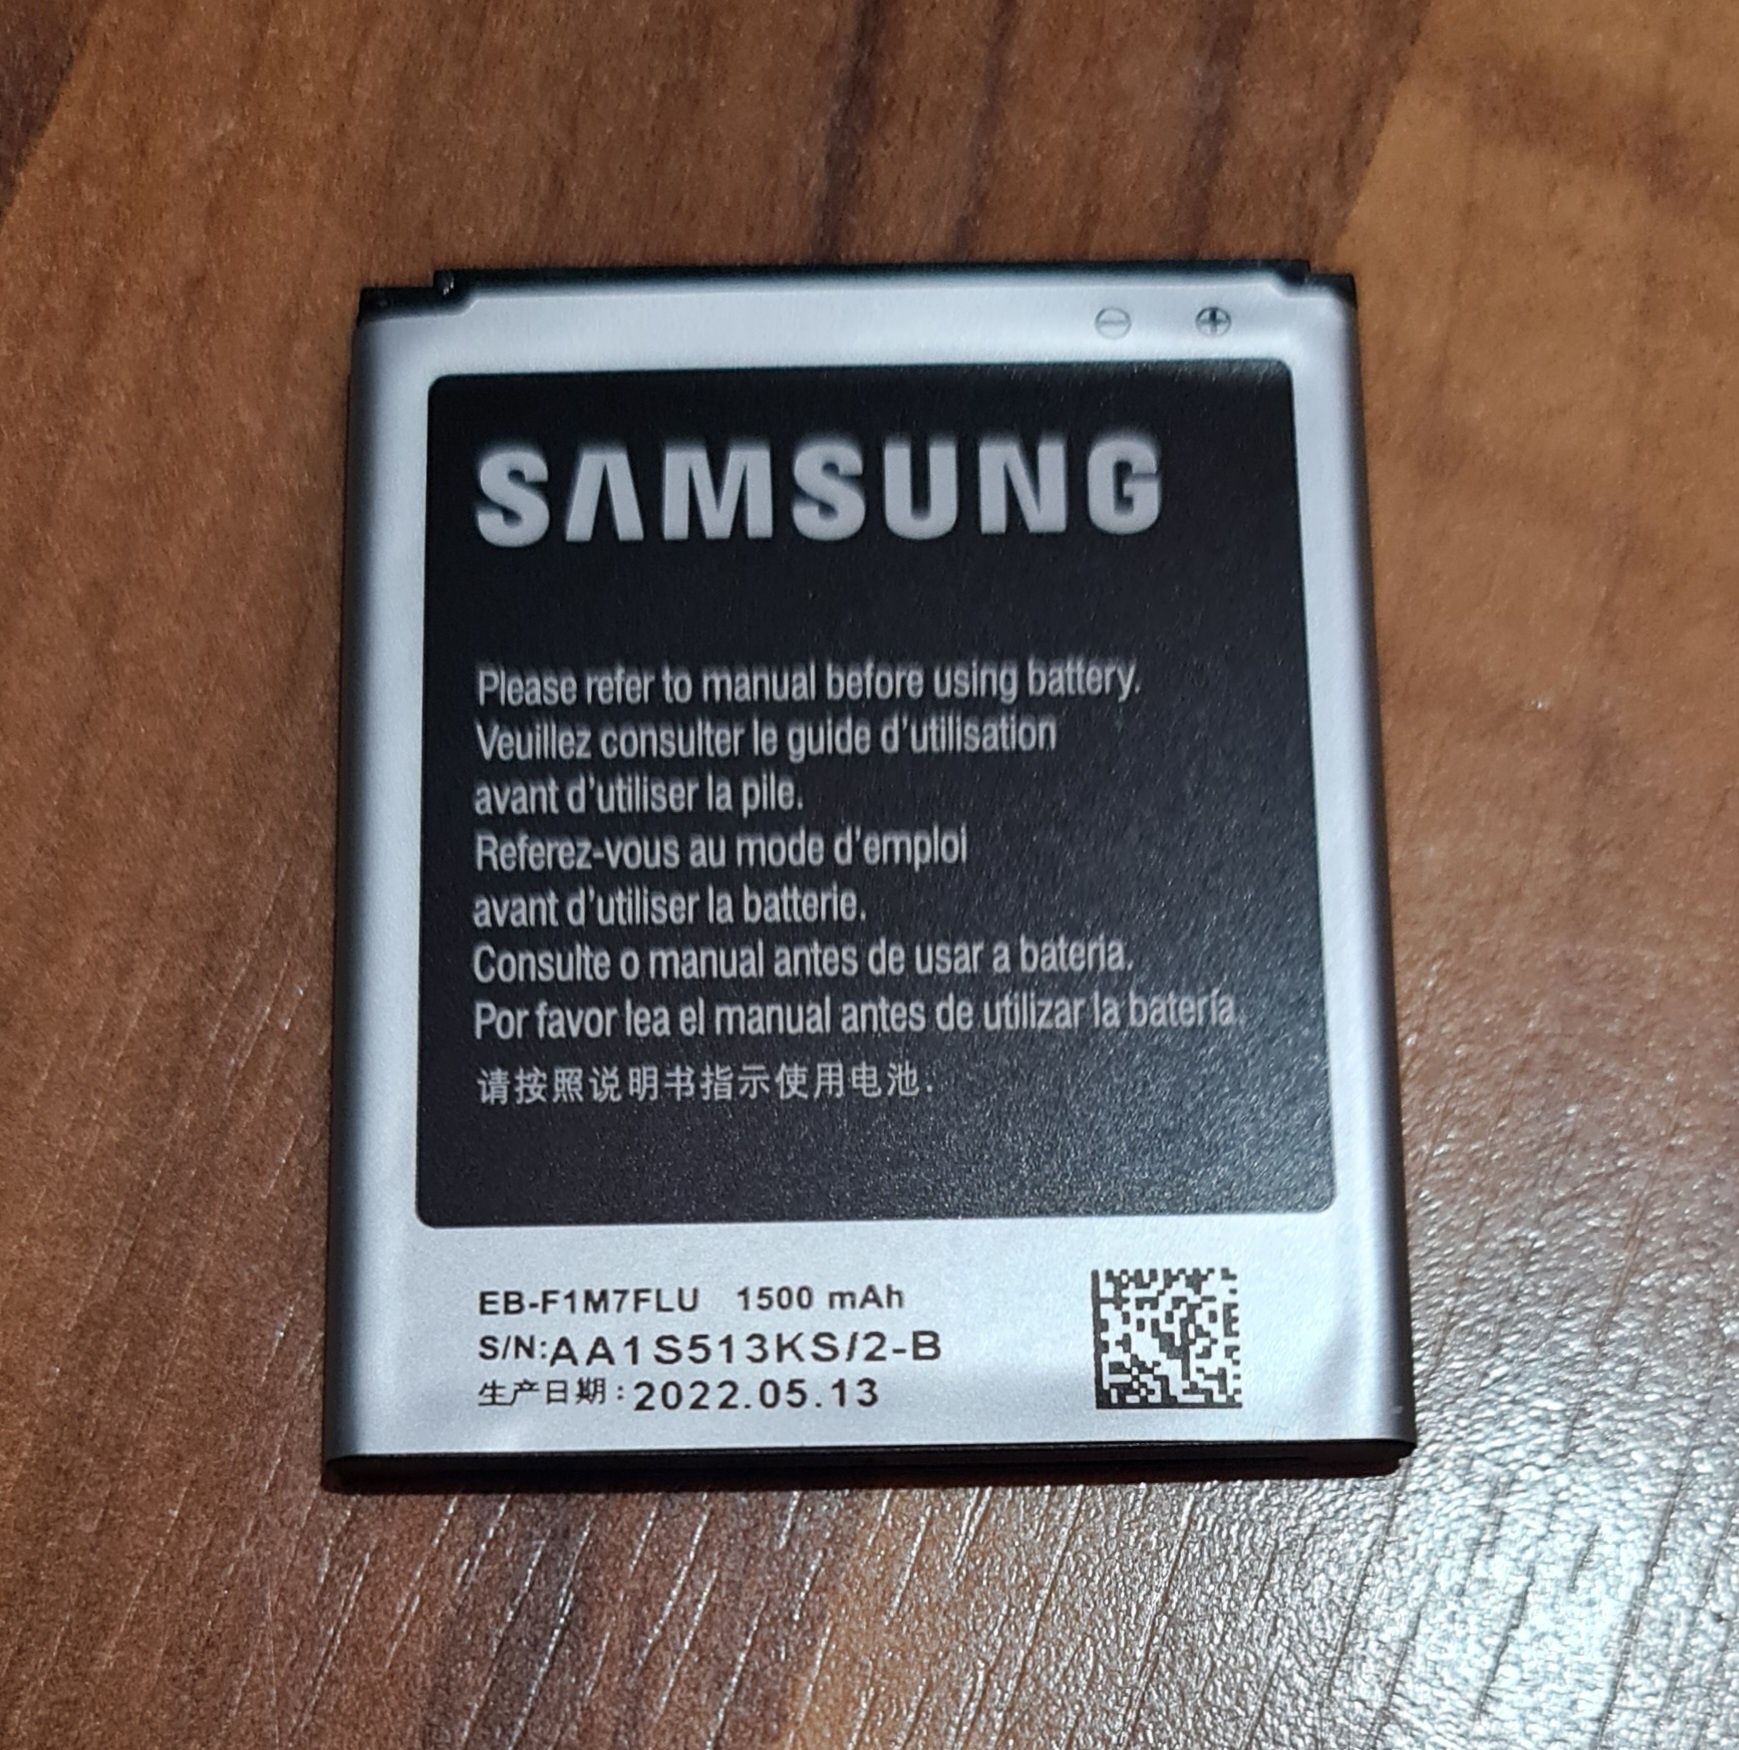 SAMSUNG
Please refer to manual before using battery.
Veuillez consulter le guide d'utilisation
avant d'utiliser la pile.
Referez-vous au mode d'emploi
avant d'utiliser la batterie.
Consulte o manual antes de usar a bateria.
Por favor lea el manual antes de utilizar la batería.
请按照说明书指示使用电池.
EB-F1M7FLU 1500 mAh
S/N:AA1S513KS/2-B
生产日期:2022.05.13